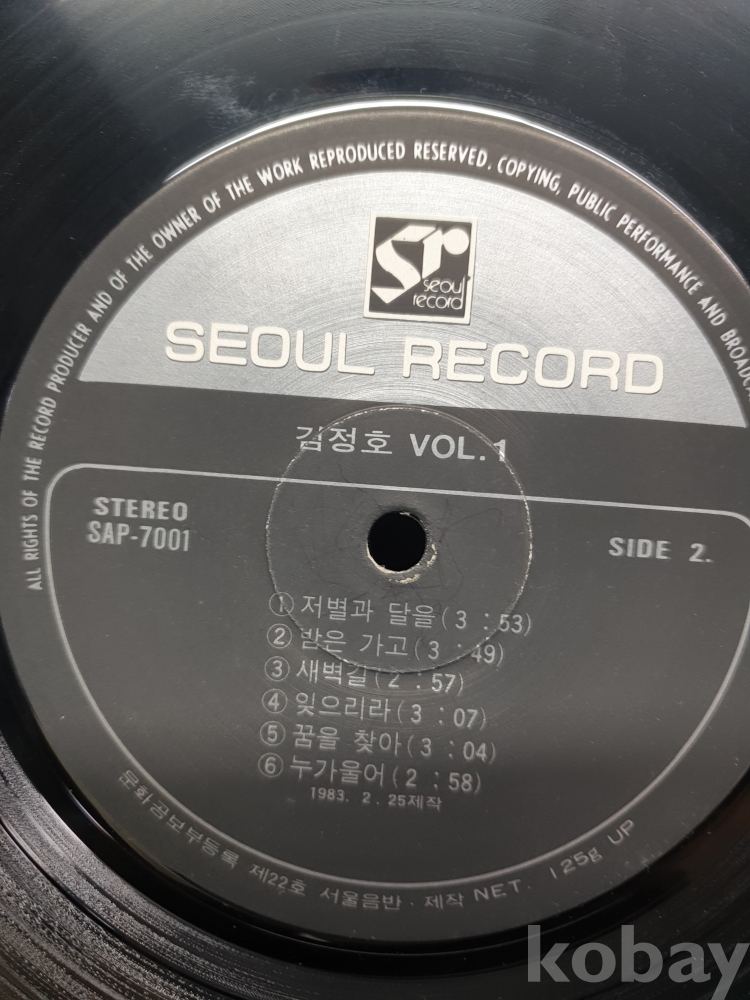 ALL RIGHTS OF THE RECORD PRODUCER AND OF THE OWNER OF THE WORK REPRODUCED RESERVED. COPYING, PUBLIC PERFORMANCE AND BROADC
Sr
seoul
record
SEOUL RECORD
김정호 VOL.1
STEREO
SAP-7001
SIDE 2.
① 저별과 달을(3 : 53)
② 밤은 가고(3 : 49)
③ 새벽길(2 : 57)
④ 잊으리라(3 : 07)
⑤ 꿈을 찾아(3 : 04)
⑥ 누가울어(2 : 58)
1983. 2. 25제작
문화공보부등록 제22호 서울음반·제작 NET. 125g UP
kobay